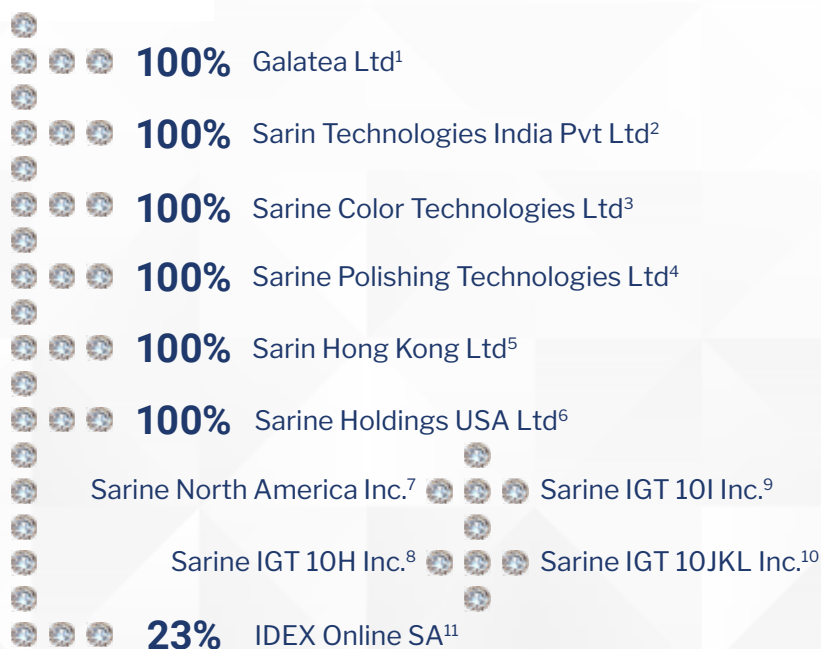 100% Galatea Ltd¹
100% Sarin Technologies India Pvt Ltd²
100% Sarine Color Technologies Ltd³
100% Sarine Polishing Technologies Ltd⁴
100% Sarin Hong Kong Ltd⁵
100% Sarine Holdings USA Ltd⁶
Sarine North America Inc.⁷ Sarine IGT 10I Inc.⁹
Sarine IGT 10H Inc.⁸ Sarine IGT 10JKL Inc.¹⁰
23% IDEX Online SA¹¹